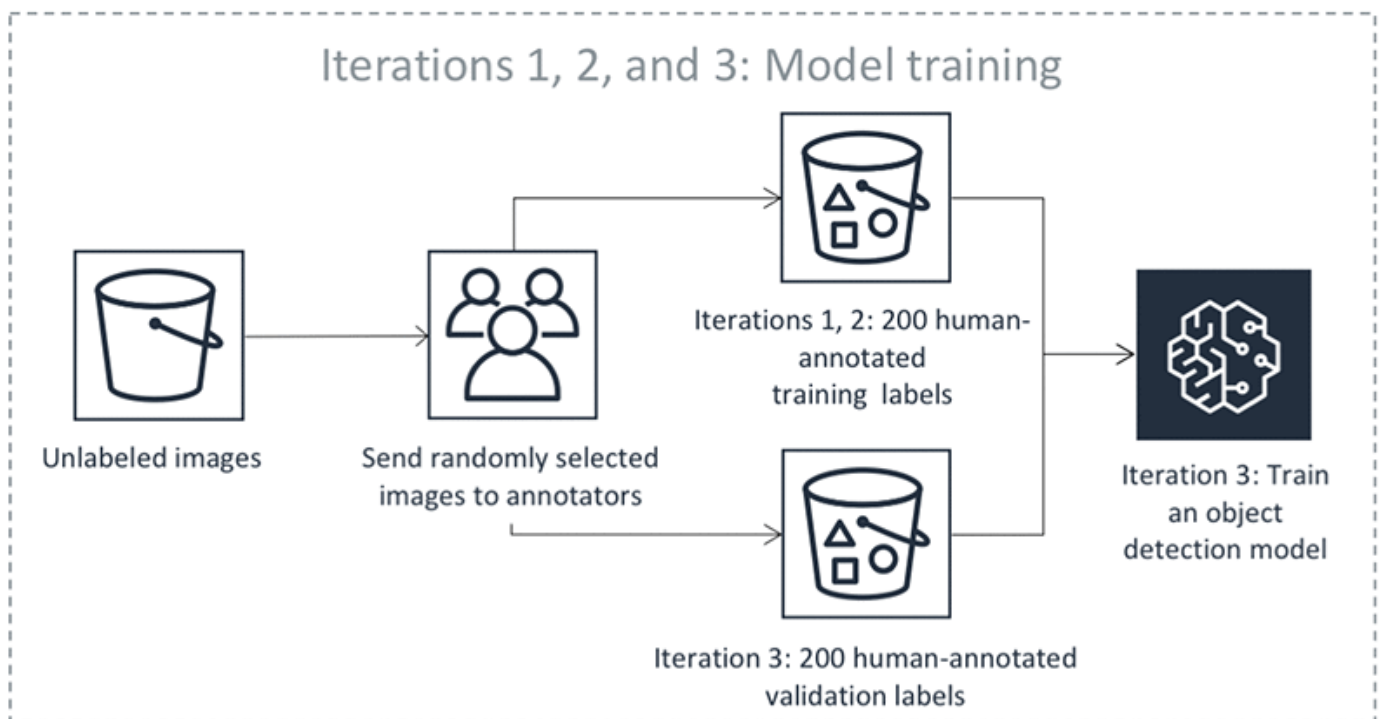 Iterations 1, 2, and 3: Model training
Unlabeled images
Send randomly selected
images to annotators
Iterations 1, 2: 200 human-
annotated
training labels
Iteration 3: 200 human-annotated
validation labels
Iteration 3: Train
an object
detection model